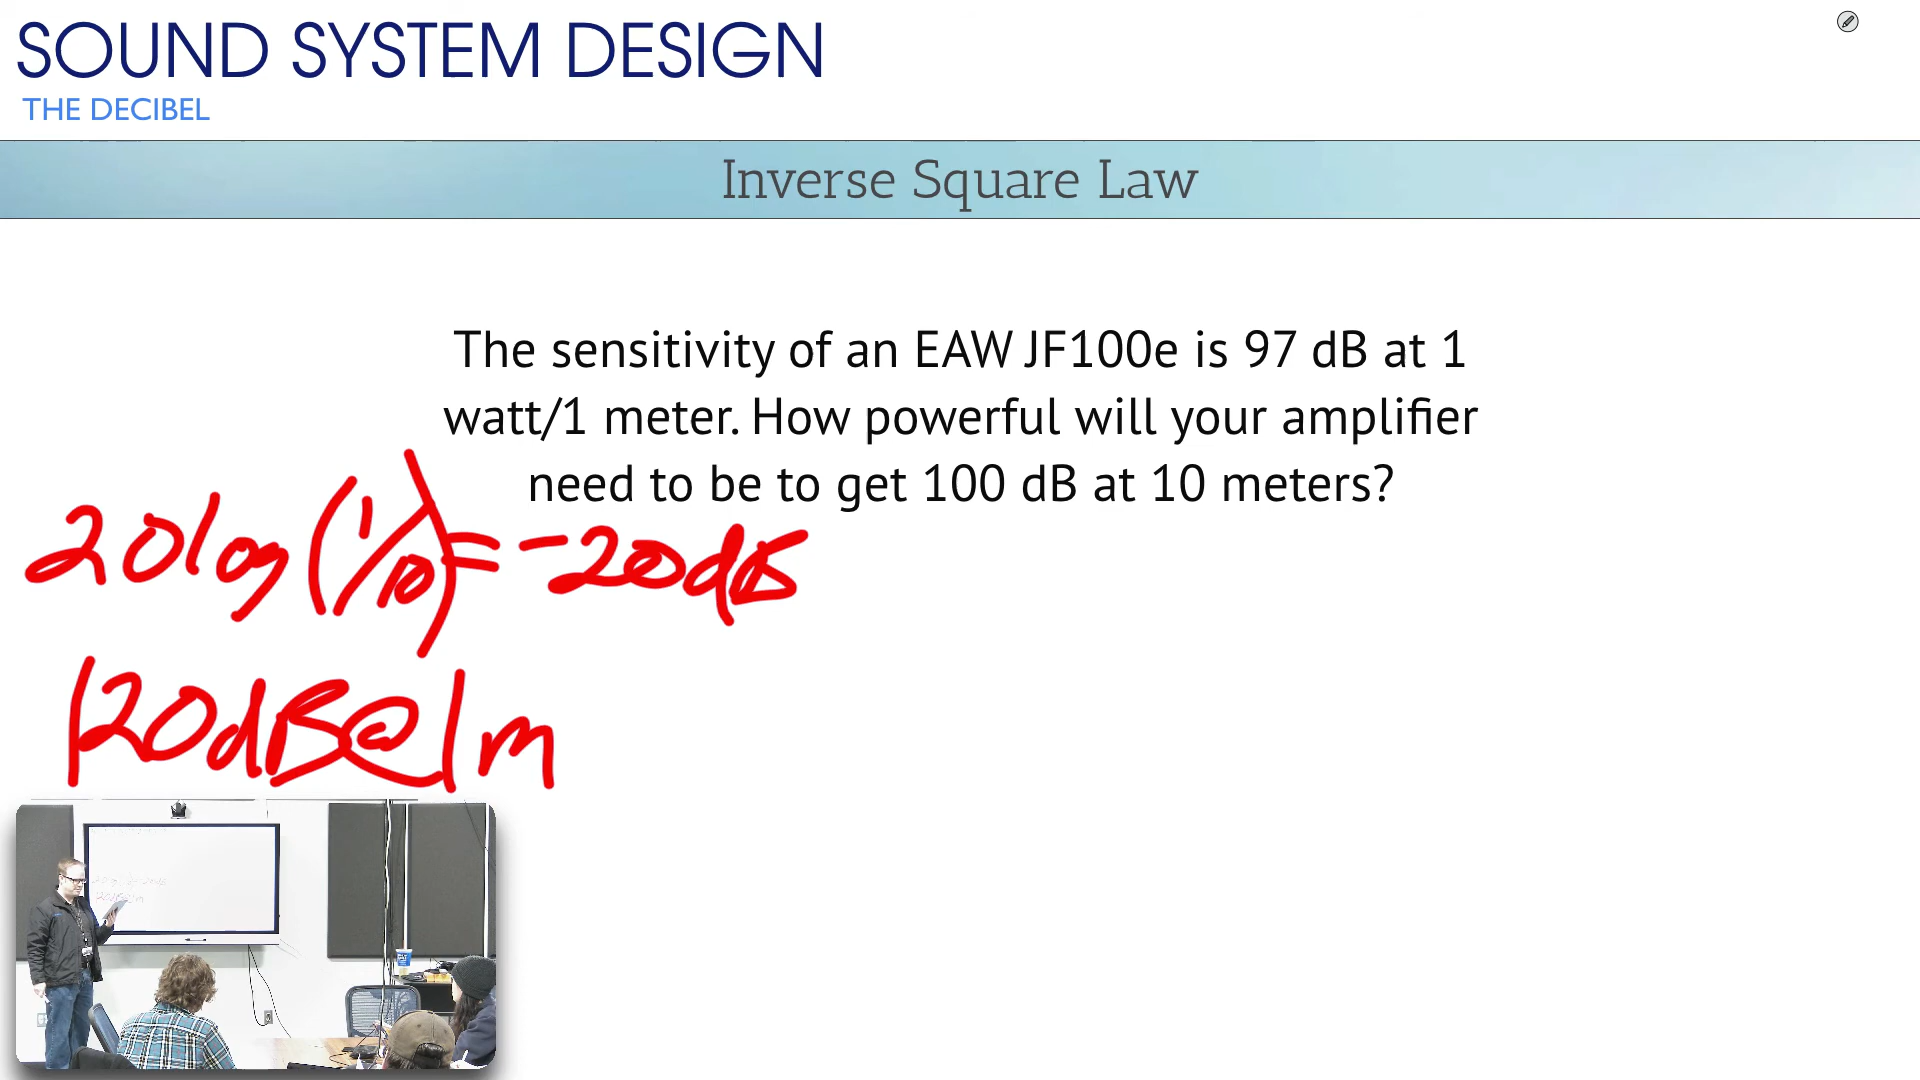 SOUND SYSTEM DESIGN
THE DECIBEL
Inverse Square Law
The sensitivity of an EAW JF100e is 97 dB at 1
watt/1 meter. How powerful will your amplifier
need to be to get 100 dB at 10 meters?
20log(1/10)=-20dB
120dB@1m